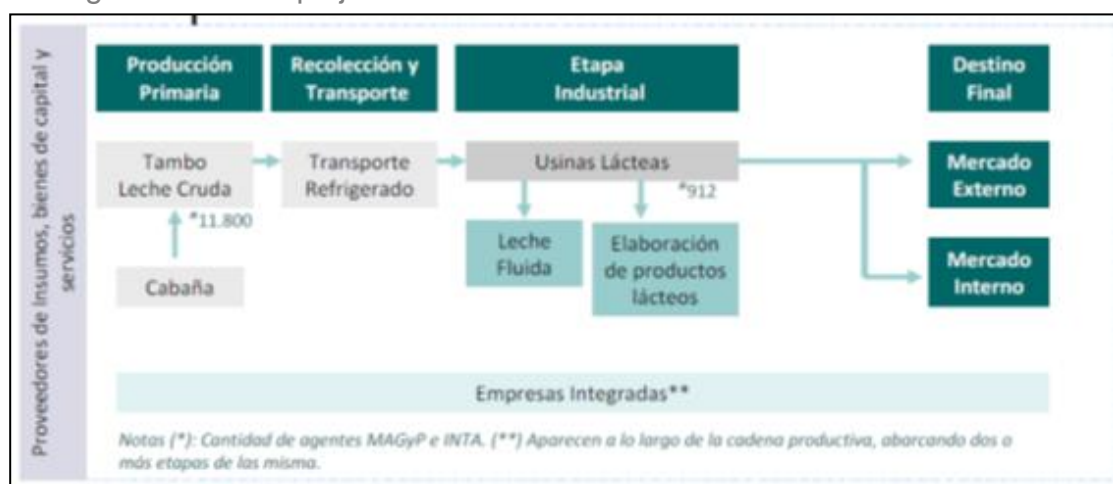 Proveedores de insumos, bienes de capital y
servicios
Producción
Primaria
Recolección y
Transporte
Etapa
Industrial
Destino
Final
Tambo
Leche Cruda
Transporte
Refrigerado
Usinas Lácteas
Mercado
Externo
*11.800
*912
Cabaña
Leche
Fluida
Elaboración
de productos
lácteos
Mercado
Interno
Empresas Integradas**
Notas (*): Cantidad de agentes MAGyP e INTA. (**) Aparecen a lo largo de la cadena productiva, abarcando dos o
más etapas de las misma.